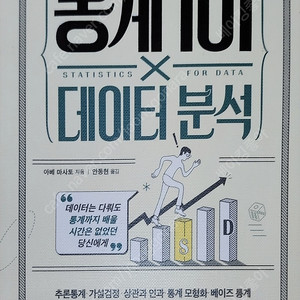 통계 101
STATISTICS
FOR DATA
×
데이터 분석
아베 마사토 지음 / 안동현 옮김
데이터는 다뤄도
통계까지 배울
시간은 없었던
당신에게
S
D
추론통계 가설검정 상관과 인과 통계 모형화 베이즈 통계